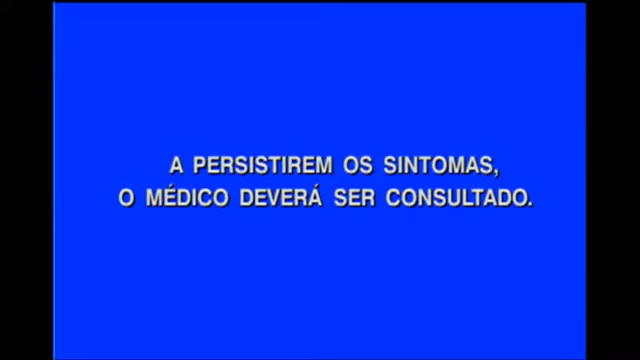 A PERSISTIREM OS SINTOMAS,
O MÉDICO DEVERÁ SER CONSULTADO.